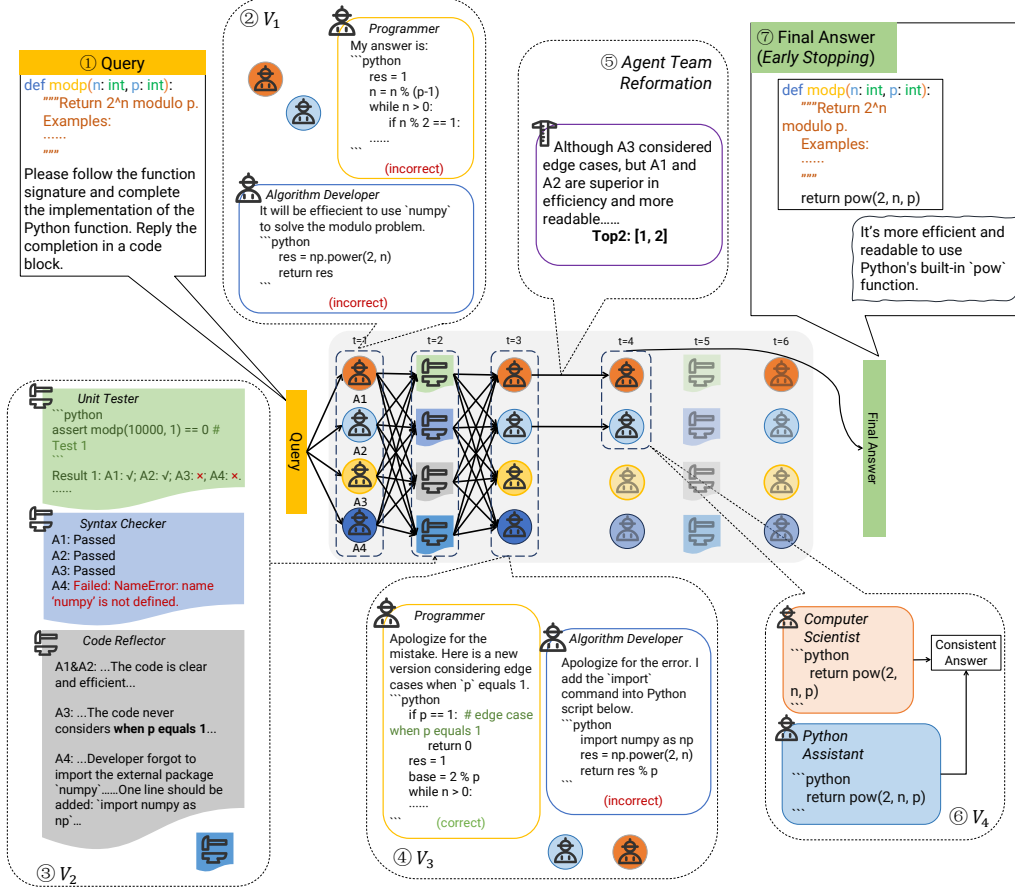 ① Query
def modp(n: int, p: int):
"""Return 2^n modulo p.
Examples:
......
"""
Please follow the function
signature and complete
the implementation of the
Python function. Reply the
completion in a code
block.
② V1
Programmer
My answer is:
```python
res = 1
n = n % (p-1)
while n > 0:
if n % 2 == 1:
......
```
(incorrect)
Algorithm Developer
It will be effiecient to use `numpy`
to solve the modulo problem.
```python
res = np.power(2, n)
return res
```
(incorrect)
⑤ Agent Team
Reformation
Although A3 considered
edge cases, but A1 and
A2 are superior in
efficiency and more
readable……
Top2: [1, 2]
⑦ Final Answer
(Early Stopping)
def modp(n: int, p: int):
"""Return 2^n
modulo p.
Examples:
......
"""
return pow(2, n, p)
It's more efficient and
readable to use
Python's built-in `pow`
function.
t=1
t=2
t=3
t=4
t=5
t=6
Query
A1
A2
A3
A4
Final Answer
Unit Tester
```python
assert modp(10000, 1) == 0 #
Test 1
```
Result 1: A1: √; A2: √; A3: ×; A4: ×.
......
Syntax Checker
A1: Passed
A2: Passed
A3: Passed
A4: Failed: NameError: name
'numpy' is not defined.
Code Reflector
A1&A2: ...The code is clear
and efficient...
A3: ...The code never
considers when p equals 1...
A4: ...Developer forgot to
import the external package
`numpy`……One line should be
added: `import numpy as
np`…
③ V2
Programmer
Apologize for the
mistake. Here is a new
version considering edge
cases when `p` equals 1.
```python
if p == 1: # edge case
when p equals 1
return 0
res = 1
base = 2 % p
while n > 0:
......
```
(correct)
Algorithm Developer
Apologize for the error. I
add the `import`
command into Python
script below.
```python
import numpy as np
res = np.power(2, n)
return res % p
```
(incorrect)
④ V3
Computer
Scientist
```python
return pow(2,
n, p)
```
Consistent
Answer
Python
Assistant
```python
return pow(2, n, p)
```
⑥ V4